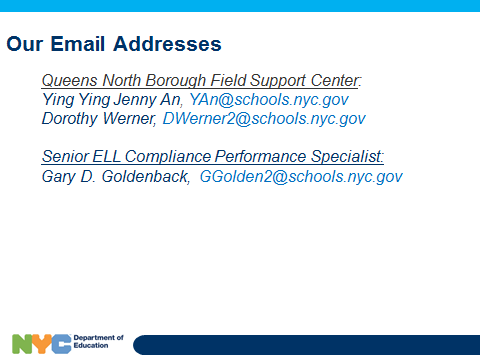 Our Email Addresses
Queens North Borough Field Support Center:
Ying Ying Jenny An, YAn@schools.nyc.gov
Dorothy Werner, DWerner2@schools.nyc.gov
Senior ELL Compliance Performance Specialist:
Gary D. Goldenback, GGolden2@schools.nyc.gov
NYC Department of
Education